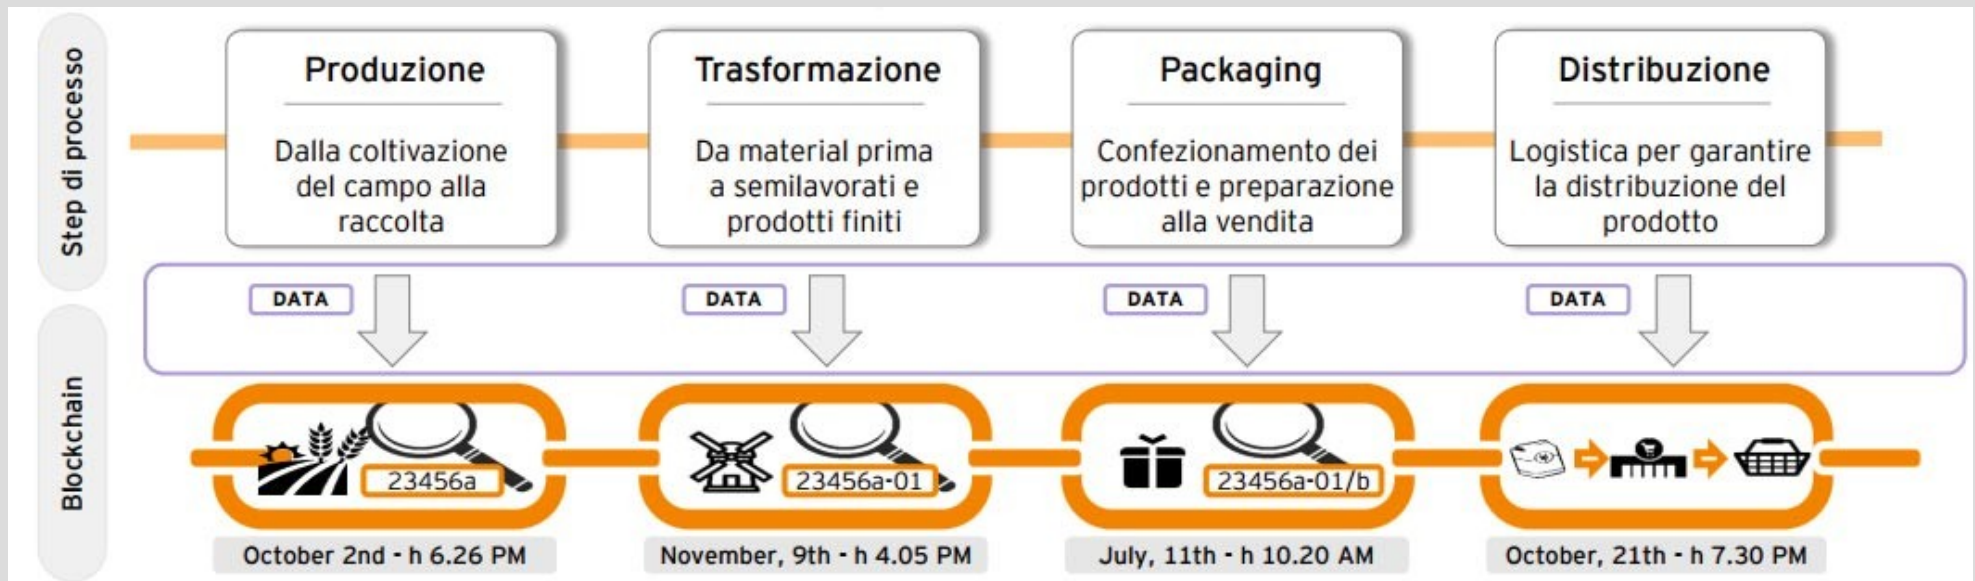 Step di processo
Produzione
Dalla coltivazione
del campo alla
raccolta
Trasformazione
Da material prima
a semilavorati e
prodotti finiti
Packaging
Confezionamento dei
prodotti e preparazione
alla vendita
Distribuzione
Logistica per garantire
la distribuzione del
prodotto
DATA
DATA
DATA
DATA
Blockchain
23456a
23456a-01
23456a-01/b
October 2nd - h 6.26 PM
November, 9th - h 4.05 PM
July, 11th - h 10.20 AM
October, 21th - h 7.30 PM